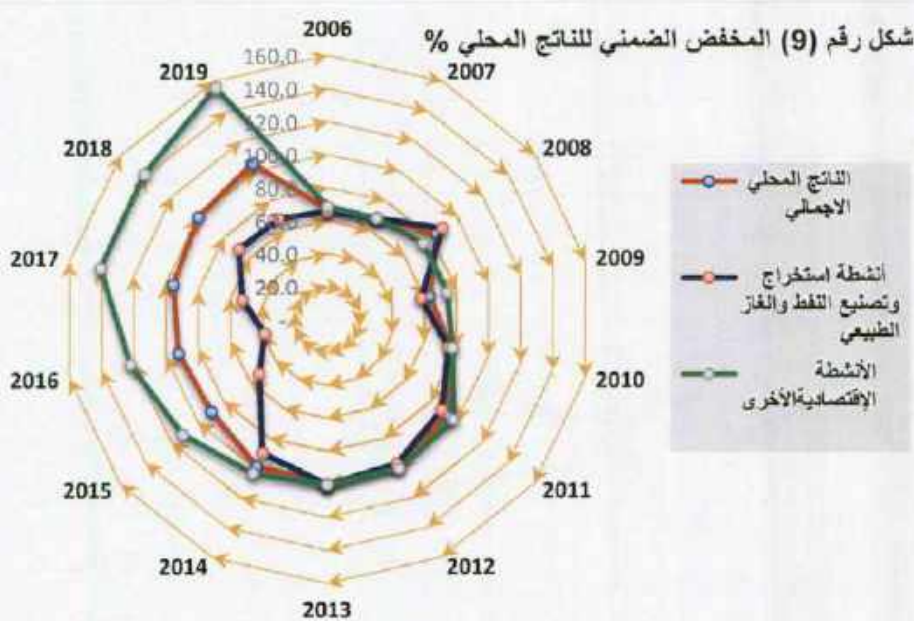 شكل رقم (9) المخفض الضمني للناتج المحلي %
2006
2007
2008
2009
2010
2011
2012
2013
2014
2015
2016
2017
2018
2019
160,0
140,0
120,0
100,0
80,0
60,0
40,0
20,0
-
الناتج المحلي
الاجمالي
أنشطة استخراج
وتصنيع النفط والغاز
الطبيعي
الأنشطة
الإقتصاديةالأخرى